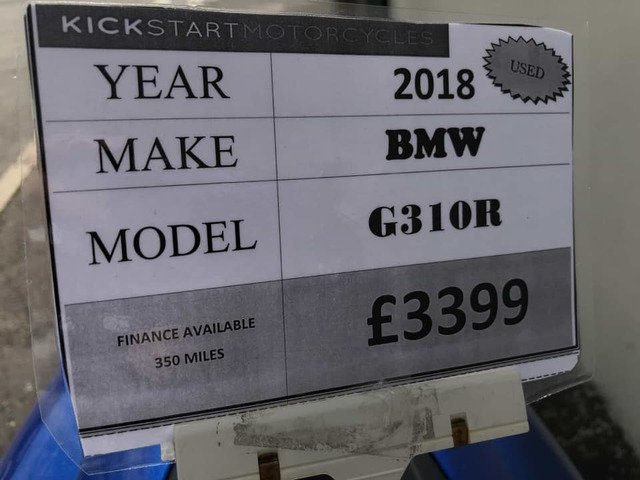 KICKSTARTMOTORCYCLES
YEAR 2018 USED
MAKE BMW
MODEL G310R
FINANCE AVAILABLE
350 MILES
£3399